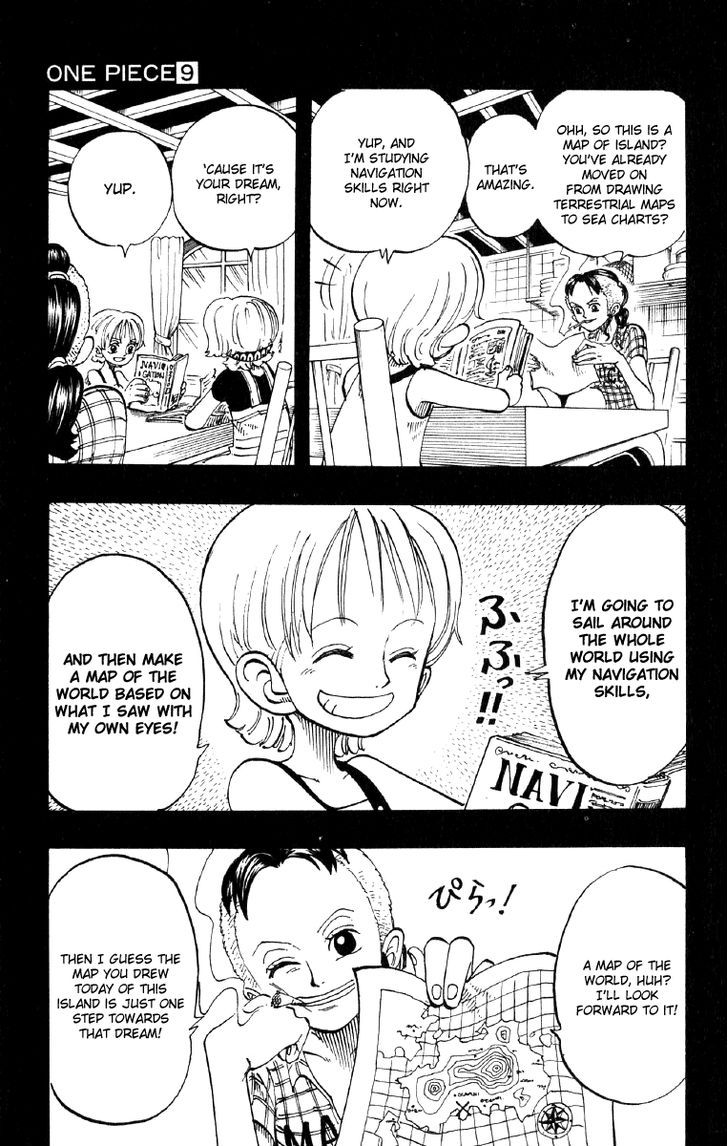 ONE PIECE 9
OHH, SO THIS IS A
MAP OF ISLAND?
YOU'VE ALREADY
MOVED ON
FROM DRAWING
TERRESTRIAL MAPS
TO SEA CHARTS?
THAT'S
AMAZING.
YUP, AND
I'M STUDYING
NAVIGATION
SKILLS RIGHT
NOW.
'CAUSE IT'S
YOUR DREAM,
RIGHT?
YUP.
NAVI
GATION
I'M GOING TO
SAIL AROUND
THE WHOLE
WORLD USING
MY NAVIGATION
SKILLS,
ふふっ!!
AND THEN MAKE
A MAP OF THE
WORLD BASED ON
WHAT I SAW WITH
MY OWN EYES!
NAVI
A MAP OF THE
WORLD, HUH?
I'LL LOOK
FORWARD TO IT!
ぴらっ!
THEN I GUESS THE
MAP YOU DREW
TODAY OF THIS
ISLAND IS JUST ONE
STEP TOWARDS
THAT DREAM!
MA